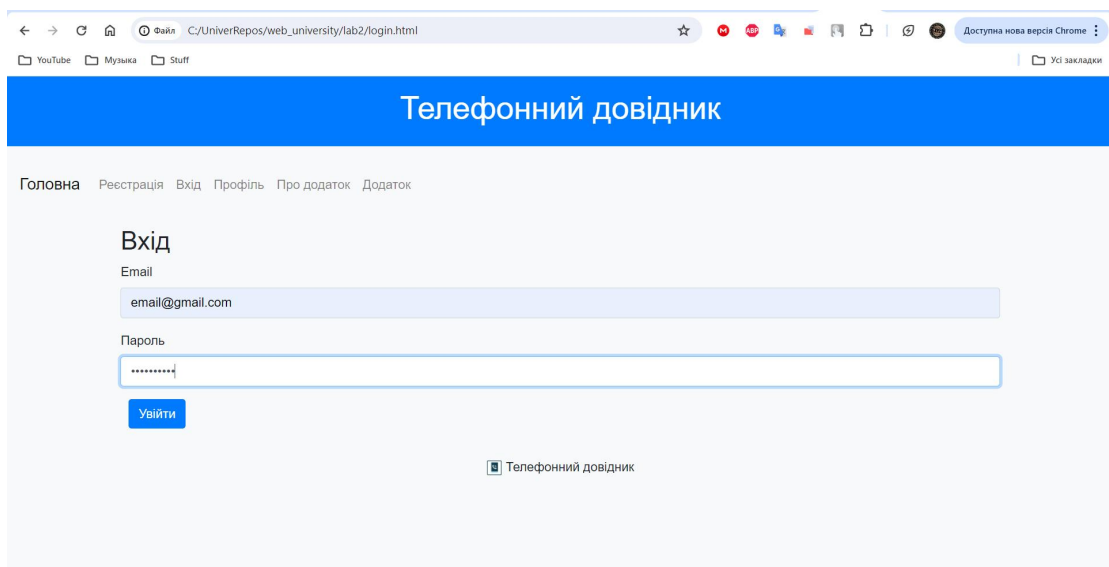 Файл C:/UniverRepos/web_university/lab2/login.html Доступна нова версія Chrome
YouTube Музыка Stuff Усі закладки
Телефонний довідник
Головна Реєстрація Вхід Профіль Про додаток Додаток
Вхід
Email
email@gmail.com
Пароль
••••••••••
Увійти
Телефонний довідник